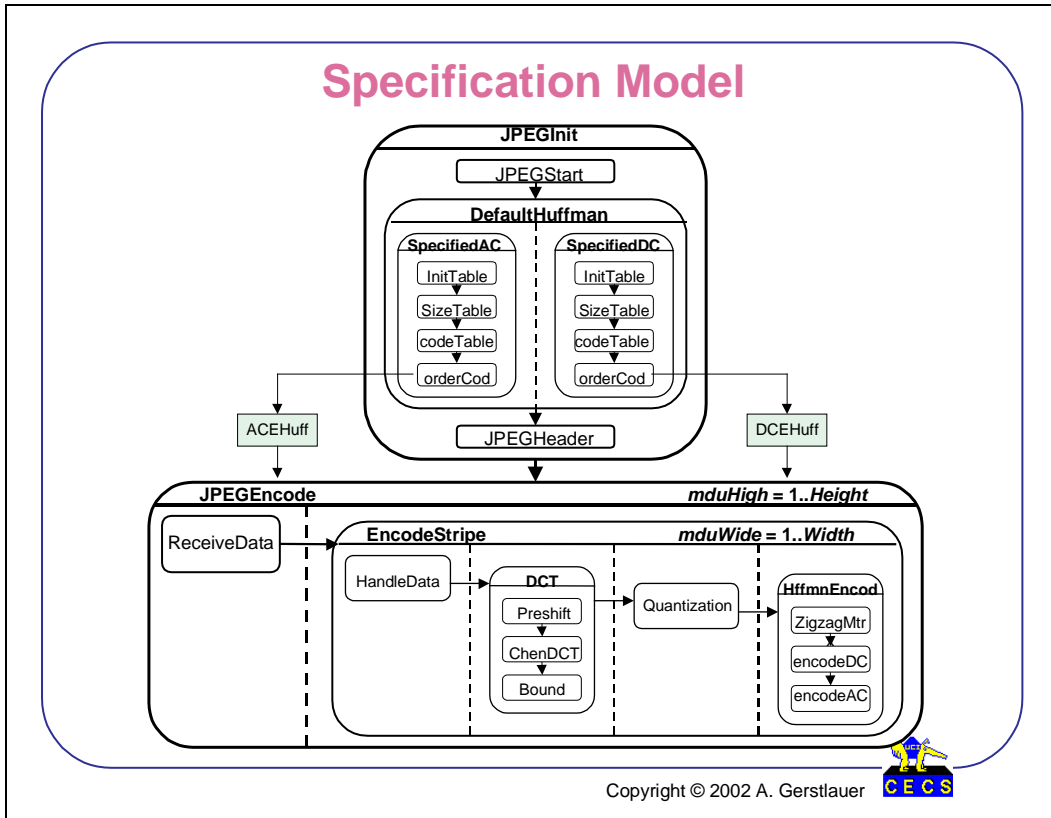 Specification Model
JPEGInit
JPEGStart
DefaultHuffman
SpecifiedAC
SpecifiedDC
InitTable
InitTable
SizeTable
SizeTable
codeTable
codeTable
orderCod
orderCod
ACEHuff
DCEHuff
JPEGHeader
JPEGEncode
mduHigh = 1..Height
ReceiveData
EncodeStripe
mduWide = 1..Width
HandleData
DCT
Preshift
ChenDCT
Bound
Quantization
HffmnEncod
ZigzagMtr
encodeDC
encodeAC
UCI
CECS
Copyright © 2002 A. Gerstlauer